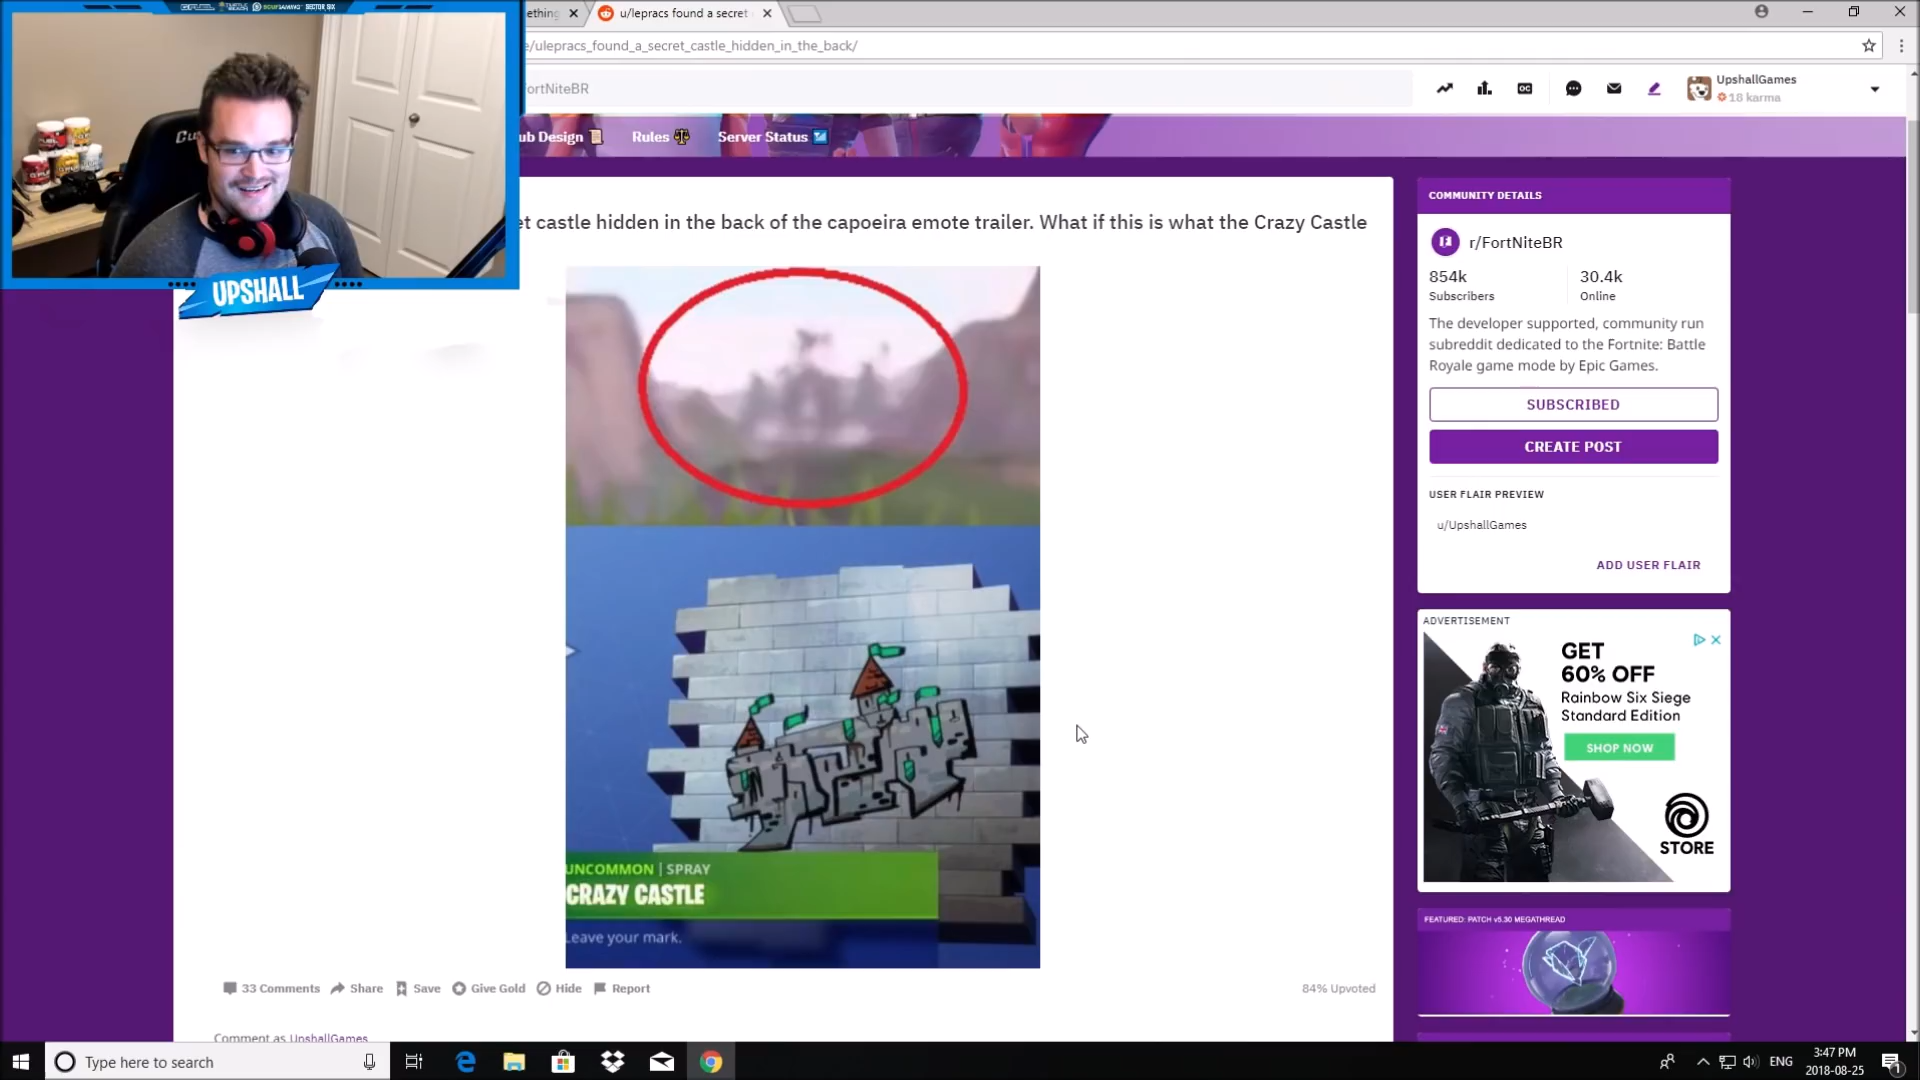 ething
u/lepracs found a secret
e/ulepracs_found_a_secret_castle_hidden_in_the_back/
ortNiteBR
UpshallGames
18 karma
ub Design
Rules
Server Status
UPSHALL
et castle hidden in the back of the capoeira emote trailer. What if this is what the Crazy Castle
UNCOMMON | SPRAY
CRAZY CASTLE
Leave your mark.
33 Comments
Share
Save
Give Gold
Hide
Report
84% Upvoted
Comment as UpshallGames
COMMUNITY DETAILS
r/FortNiteBR
854k
30.4k
Subscribers
Online
The developer supported, community run
subreddit dedicated to the Fortnite: Battle
Royale game mode by Epic Games.
SUBSCRIBED
CREATE POST
USER FLAIR PREVIEW
u/UpshallGames
ADD USER FLAIR
ADVERTISEMENT
GET
60% OFF
Rainbow Six Siege
Standard Edition
SHOP NOW
STORE
FEATURED: PATCH v5.30 MEGATHREAD
Type here to search
ENG
3:47 PM
2018-08-25
1